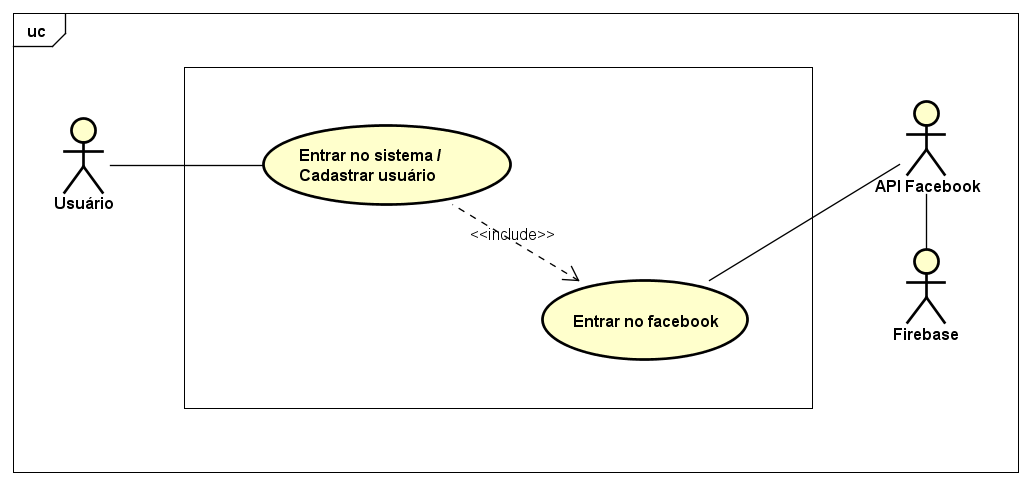 uc
Usuário
Entrar no sistema /
Cadastrar usuário
<<include>>
Entrar no facebook
API Facebook
Firebase